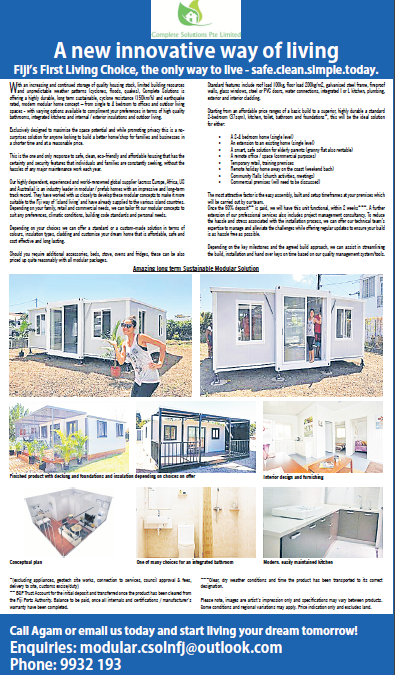 Complete Solutions Pte Limited
A new innovative way of living
Fiji's First Living Choice, the only way to live - safe.clean.simple.today.
With an increasing and continued storage of quality housing stock, limited building resources
and unpredictable weather patterns (cyclones, floods, quakes), Complete Solutions is
offering a highly durable, long term sustainable, cyclone resistance (150km/h) and earthquake
rated, modern modular home concept – from single to 8 bedroom to offices and outdoor living
spaces – with varying options available to compliment your preferences in terms of high quality
bathrooms, integrated kitchens and internal / exterior insulations and outdoor living.
Exclusively designed to maximise the space potential and while promoting privacy this is a no-
surprises solution for anyone looking to build a better home/shop for families and businesses in
a shorter time and at a reasonable price.
This is the one and only response to safe, clean, eco-friendly and affordable housing that has the
certainty and security features that individuals and families are constantly seeking, without the
hassles of any major maintenance work each year.
Our highly dependent, experienced and world-renowned global supplier (across Europe, Africa, US
and Australia) is an industry leader in modular / prefab homes with an impressive and long-term
track record. They have worked with us closely to develop these modular concepts to make it more
suitable to the Fiji way of 'island living' and have already supplied to the various island countries.
Depending on your family, retail and commercial needs, we can tailor fit our modular concepts to
suit any preferences, climatic conditions, building code standards and personal needs.
Depending on your choices we can offer a standard or a custom-made solution in terms of
colours, insulation types, cladding and customise your dream home that is affordable, safe and
cost effective and long lasting.
Should you require additional accessories, beds, stove, ovens and fridges, these can also be
priced up quite reasonably with all modular packages.
Standard features include roof load 100kg, floor load 200kg/m2, galvanized steel frame, fireproof
walls, glass windows, steel or PVC doors, water connections, integrated 1 or L kitchen, plumbing,
exterior and interior cladding.
Starting from an affordable price ranges of a basic build to a superior, highly durable a standard
2-bedroom (37sqm), kitchen, toilet, bathroom and foundations*, this will be the ideal solution
for either:
• A 2-8 bedroom home (single level)
• An extension to an existing home (single level)
• A smart, safe solution for elderly parents (granny flat also rentable)
• A remote office / space (commercial purposes)
• Temporary retail, training premises
• Remote holiday home away on the coast (weekend bach)
• Community Halls (church activities, meetings)
• Commercial premises (will need to be discussed)
The most attractive factor is the easy assembly, built and setup timeframes at your premises which
will be carried out by our team.
Once the 80% deposit** is paid, we will have this unit functional, within 2 weeks***. A further
extension of our professional services also includes project management consultancy. To reduce
the hassle and stress associated with the installation process, we can offer our technical team's
expertise to manage and alleviate the challenges while offering regular updates to ensure your build
is as hassle free as possible.
Depending on the key milestones and the agreed build approach, we can assist in streamlining
the build, installation and hand over keys on time based on our quality management system/tools.
Amazing long term Sustainable Modular Solution
Finished product with decking and foundations and insulation depending on choices on offer
Interior design and furnishing
Conceptual plan
One of many choices for an integrated bathroom
Modern, easily maintained kitchen
*(excluding appliances, geotech site works, connection to services, council approval & fees,
delivery to site, customs excise/duty)
** BSP Trust Account for the initial deposit and transferred once the product has been cleared from
the Fiji Ports Authority. Balance to be paid, once all internals and certifications / manufacturer's
warranty have been completed.
***Clear, dry weather conditions and time the product has been transported to its correct
designation.
Please note, images are artist's impression only and specifications may vary between products.
Some conditions and regional variations may apply. Price indication only and excludes land.
Call Agam or email us today and start living your dream tomorrow!
Enquiries: modular.csolnfj@outlook.com
Phone: 9932 193